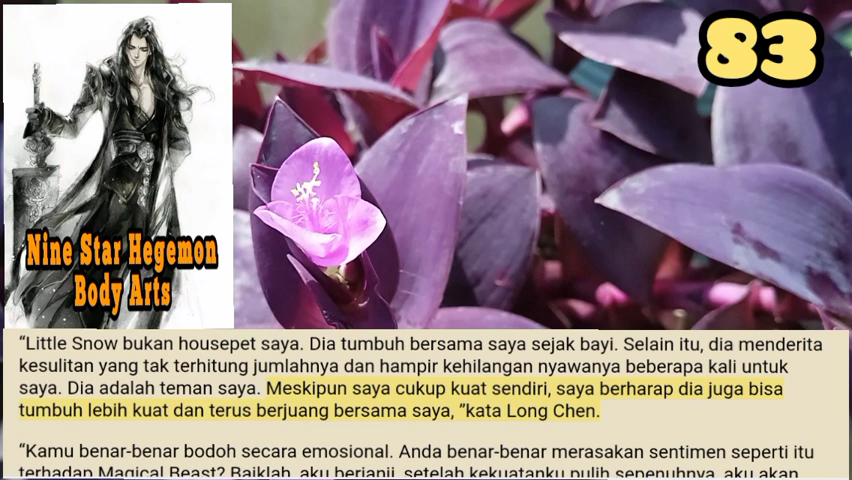 83
Nine Star Hegemon
Body Arts
“Little Snow bukan housepet saya. Dia tumbuh bersama saya sejak bayi. Selain itu, dia menderita
kesulitan yang tak terhitung jumlahnya dan hampir kehilangan nyawanya beberapa kali untuk
saya. Dia adalah teman saya. Meskipun saya cukup kuat sendiri, saya berharap dia juga bisa
tumbuh lebih kuat dan terus berjuang bersama saya, ”kata Long Chen.
“Kamu benar-benar bodoh secara emosional. Anda benar-benar merasakan sentimen seperti itu
terhadap Magical Beast? Baiklah, aku berjanji, setelah kekuatanku pulih sepenuhnya, aku akan